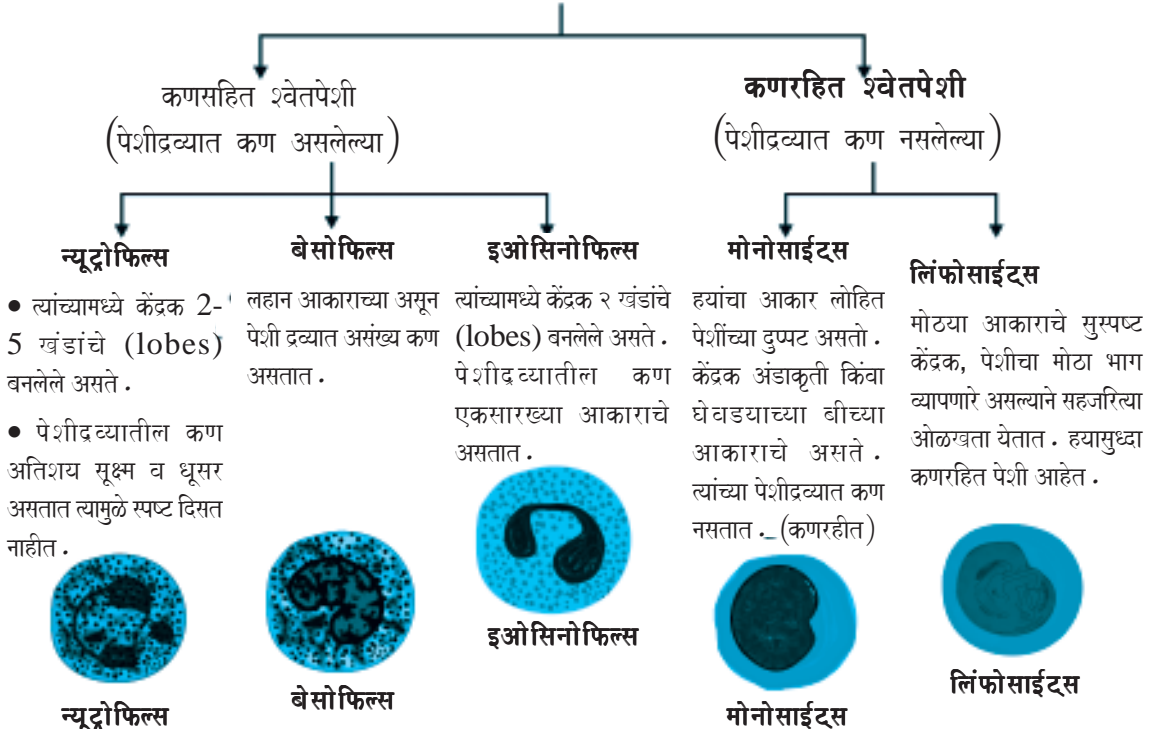 कणसहित श्वेतपेशी
(पेशीद्रव्यात कण असलेल्या)
कणरहित श्वेतपेशी
(पेशीद्रव्यात कण नसलेल्या)
न्यूट्रोफिल्स
• त्यांच्यामध्ये केंद्रक 2-
5 खंडांचे (lobes)
बनलेले असते.
• पेशीद्रव्यातील कण
अतिशय सूक्ष्म व धूसर
असतात त्यामुळे स्पष्ट दिसत
नाहीत.
न्यूट्रोफिल्स
बेसोफिल्स
लहान आकाराच्या असून
पेशी द्रव्यात असंख्य कण
असतात.
बेसोफिल्स
इओसिनोफिल्स
त्यांच्यामध्ये केंद्रक २ खंडांचे
(lobes) बनलेले असते.
पेशीद्रव्यातील कण
एकसारख्या आकाराचे
असतात.
इओसिनोफिल्स
मोनोसाईट्स
हयांचा आकार लोहित
पेशींच्या दुप्पट असतो.
केंद्रक अंडाकृती किंवा
घेवडयाच्या बीच्या
आकाराचे असते.
त्यांच्या पेशीद्रव्यात कण
नसतात. (कणरहीत)
मोनोसाईट्स
लिंफोसाईट्स
मोठया आकाराचे सुस्पष्ट
केंद्रक, पेशीचा मोठा भाग
व्यापणारे असल्याने सहजरित्या
ओळखता येतात. हयासुध्दा
कणरहित पेशी आहेत.
लिंफोसाईट्स